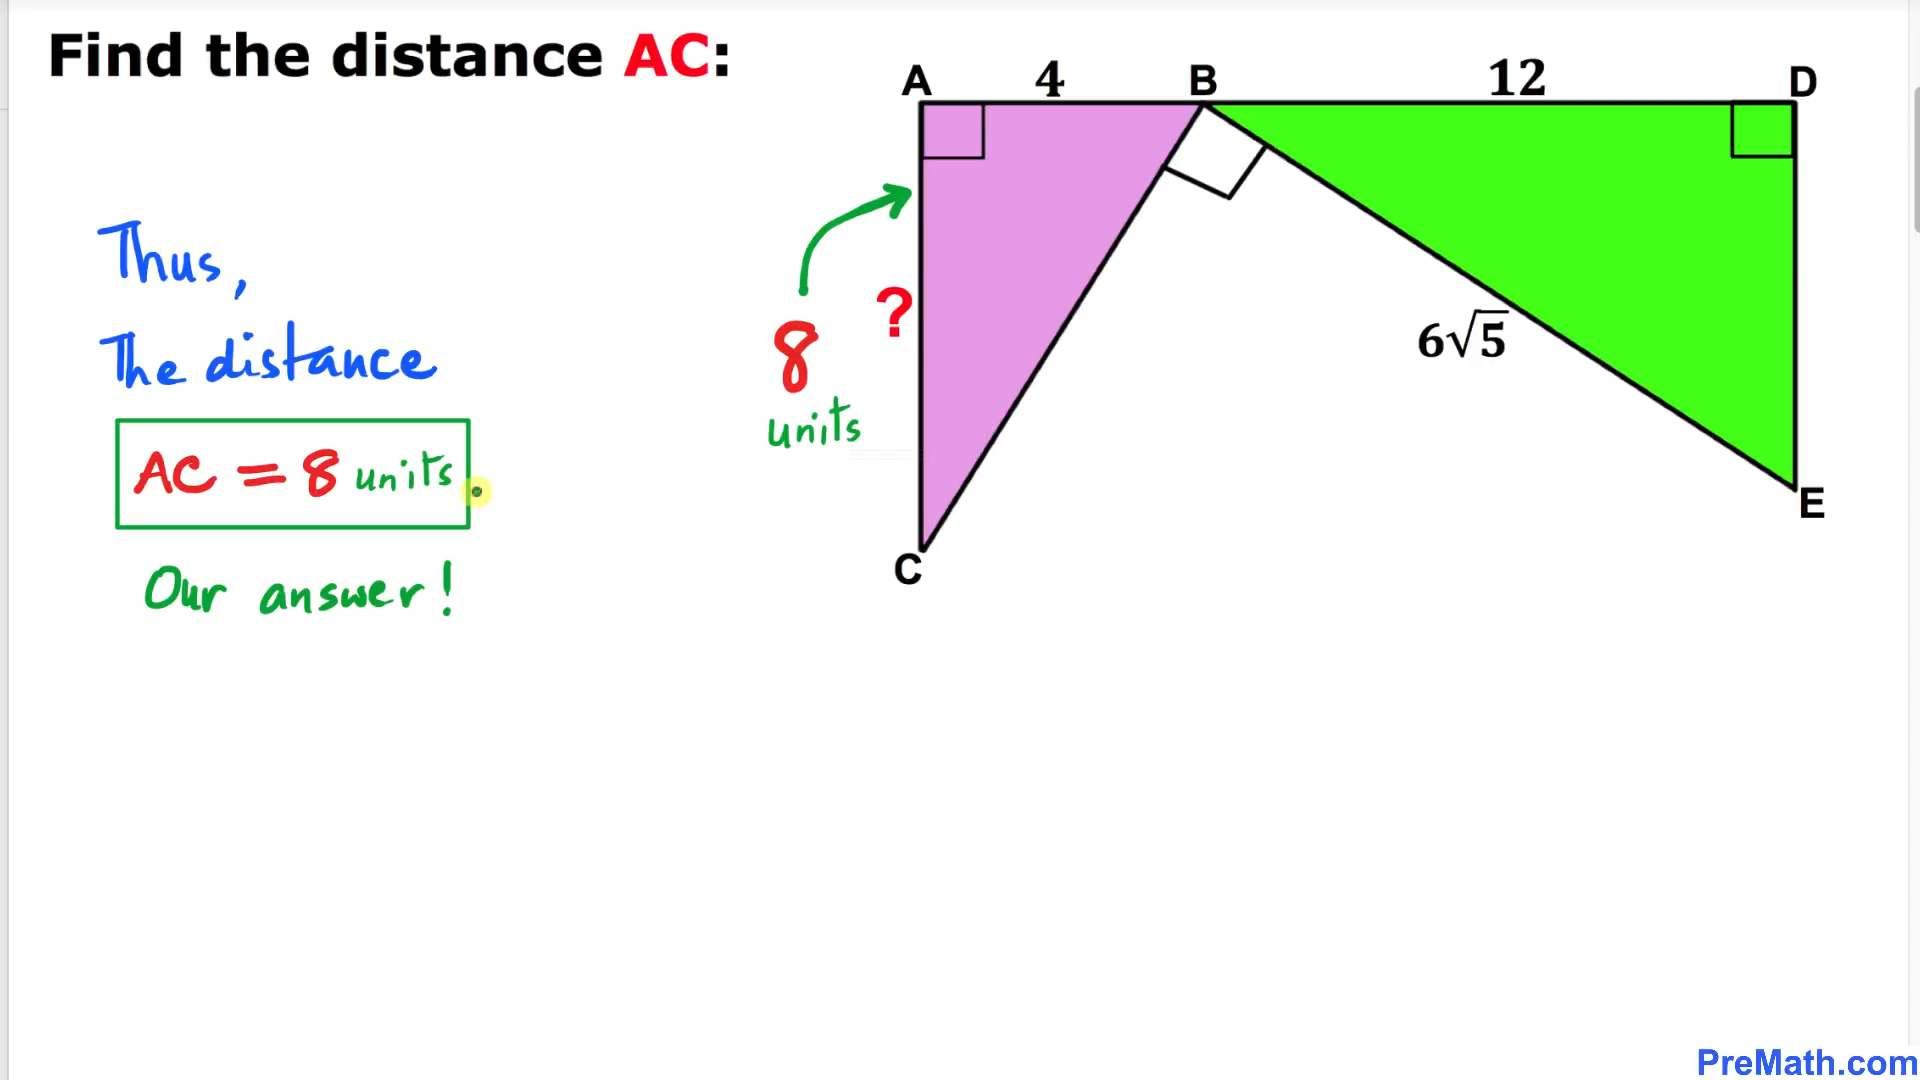 Find the distance AC:
A 4 B 12 D
Thus,
The distance
AC = 8 units
Our answer!
?
8
units
6√5
E
C
PreMath.com